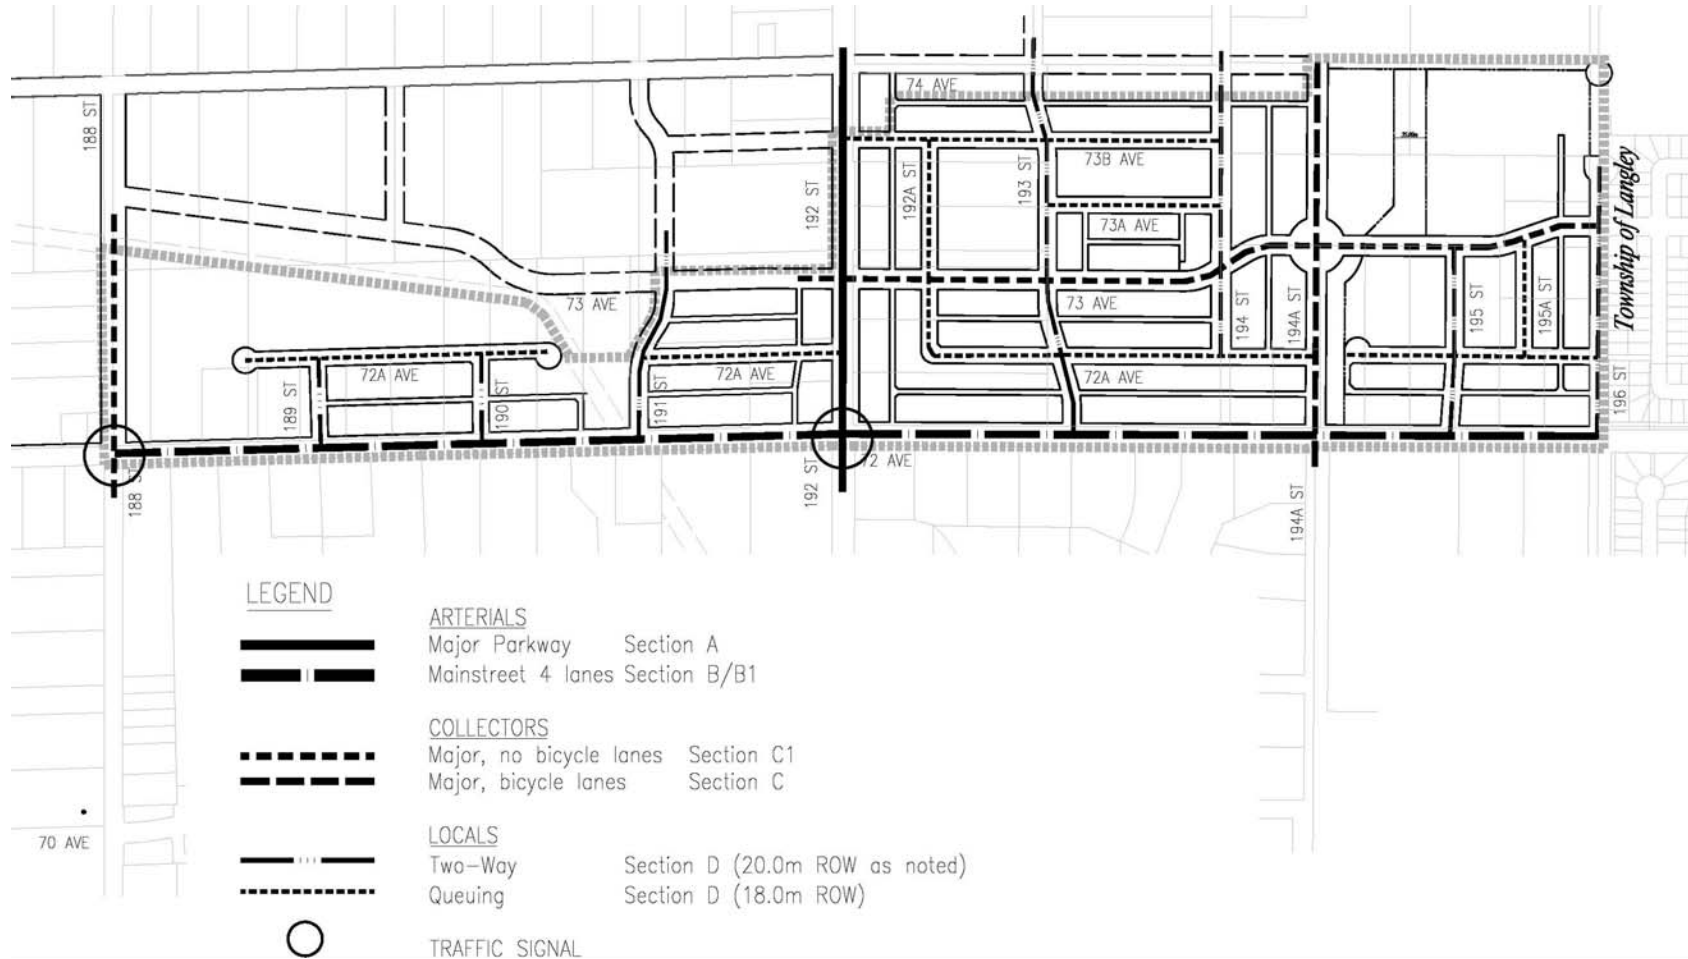 74 AVE
188 ST
73B AVE
192 ST
192A ST
193 ST
73A AVE
Township of Langley
73 AVE
73 AVE
194 ST
194A ST
195 ST
195A ST
72A AVE
72A AVE
72A AVE
189 ST
190 ST
191 ST
196 ST
72 AVE
188 ST
192 ST
194A ST
LEGEND
ARTERIALS
Major Parkway Section A
Mainstreet 4 lanes Section B/B1
COLLECTORS
Major, no bicycle lanes Section C1
Major, bicycle lanes Section C
70 AVE
LOCALS
Two-Way Section D (20.0m ROW as noted)
Queuing Section D (18.0m ROW)
TRAFFIC SIGNAL